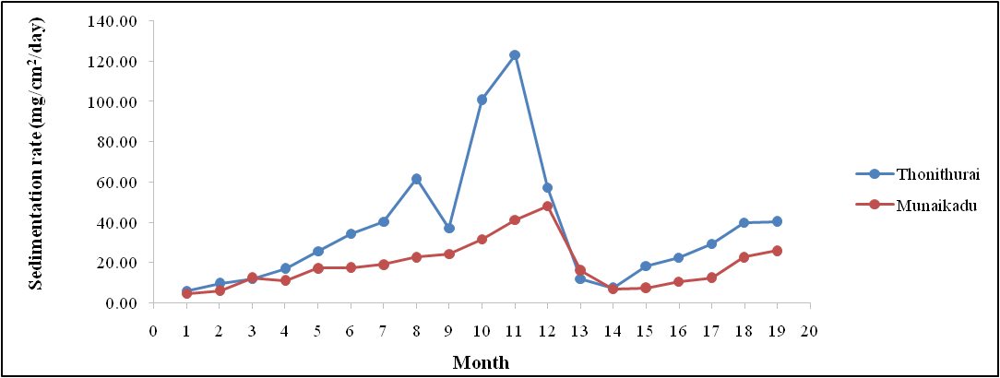 Sedimentation rate (mg/cm²/day)
140.00
120.00
100.00
80.00
60.00
40.00
20.00
0.00
0 1 2 3 4 5 6 7 8 9 10 11 12 13 14 15 16 17 18 19 20
Month
Thonithurai
Munaikadu